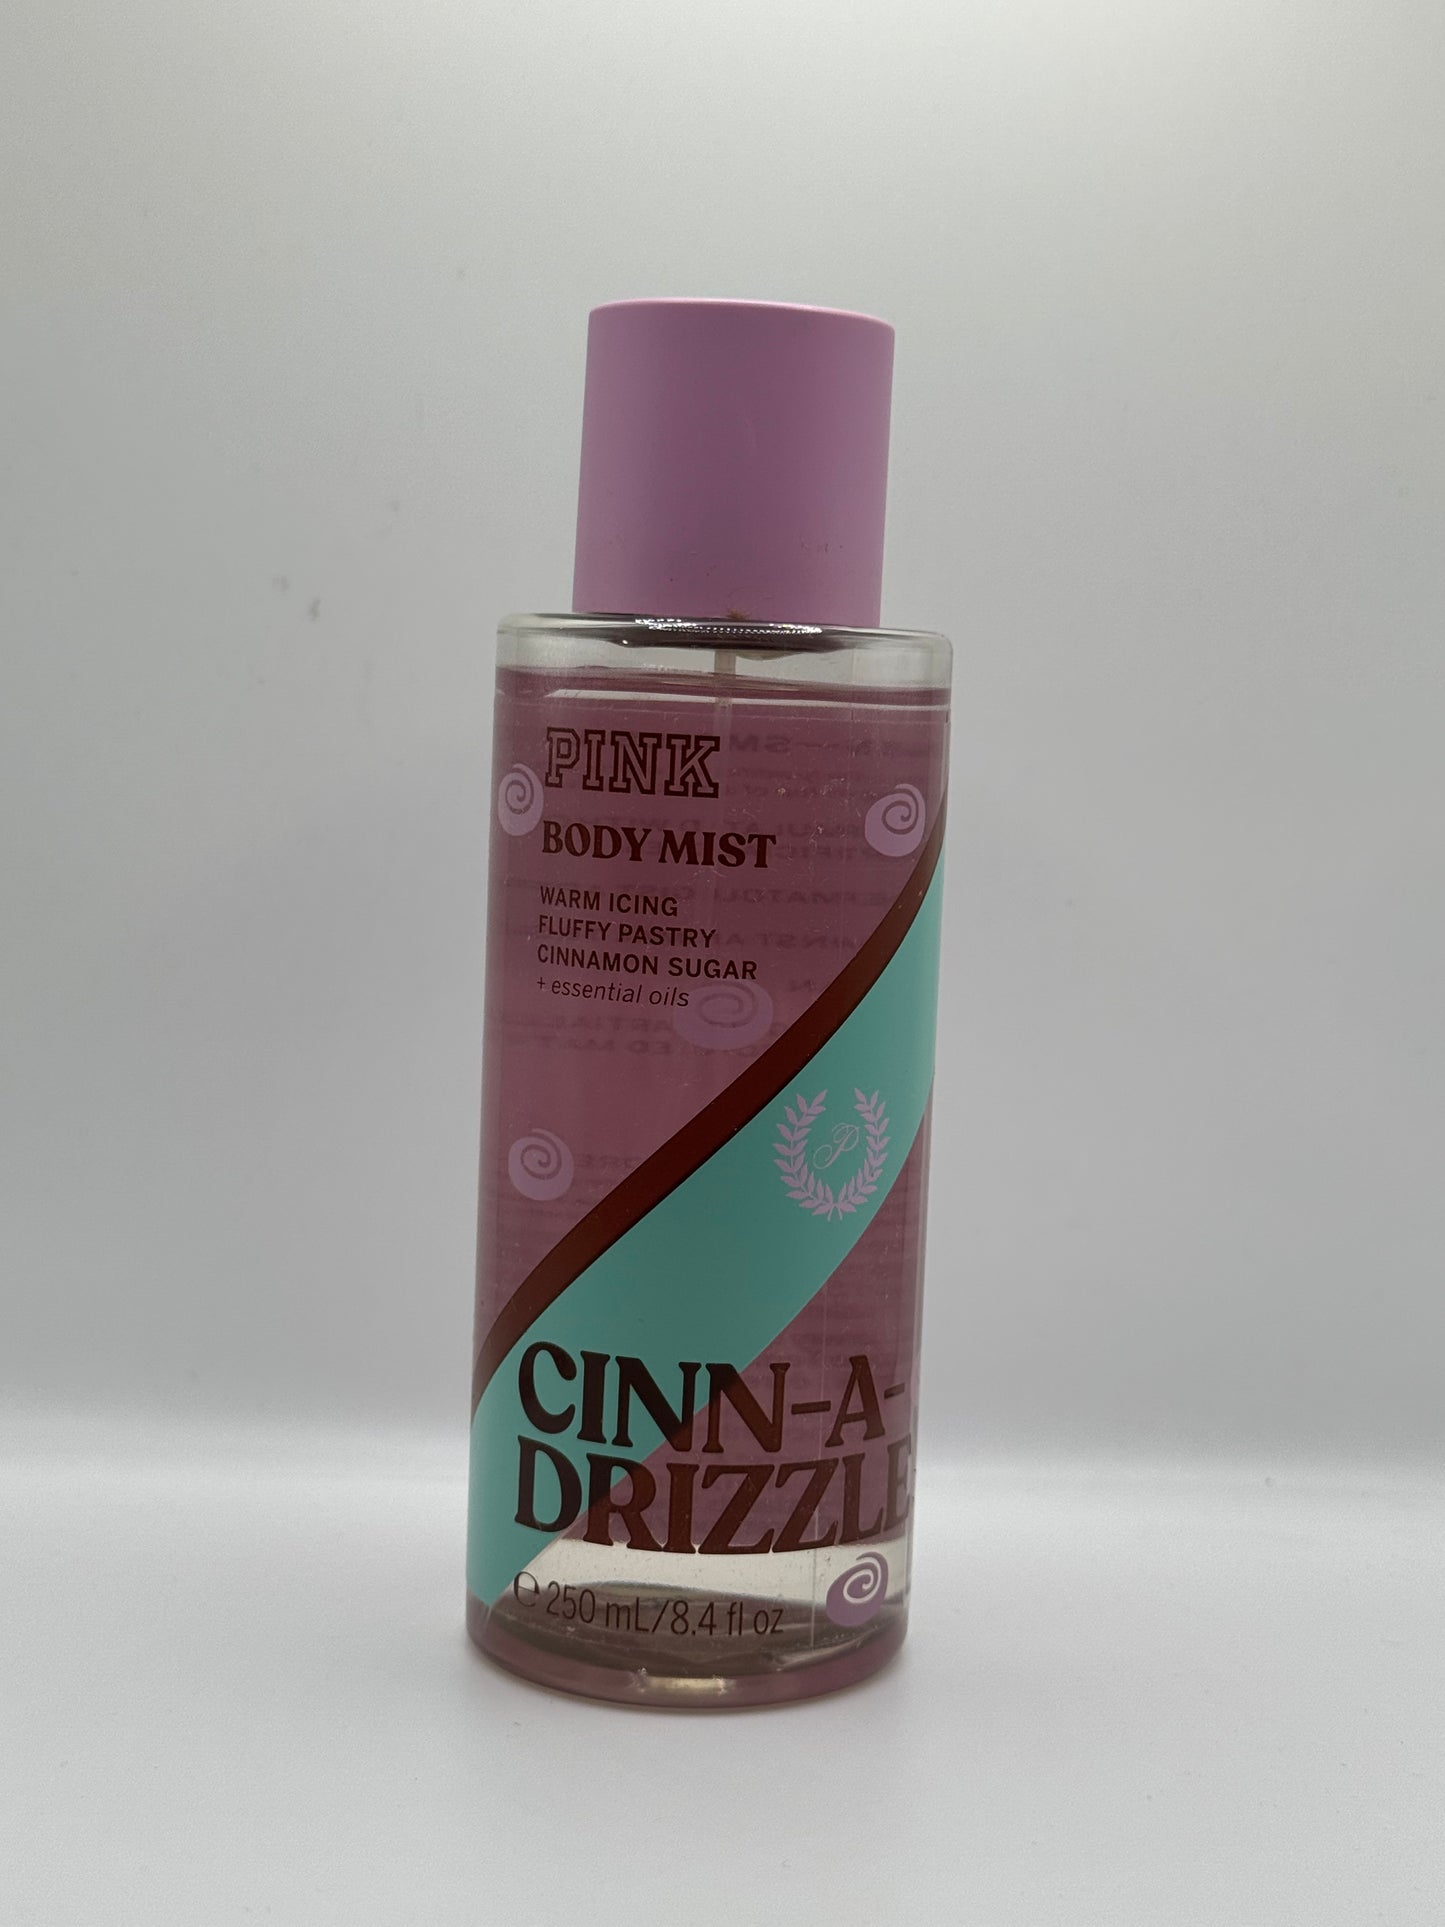 PINK
BODY MIST
WARM ICING
FLUFFY PASTRY
CINNAMON SUGAR
+ essential oils
P
CINN-A-
DRIZZLE
℮ 250 mL/8.4 fl oz